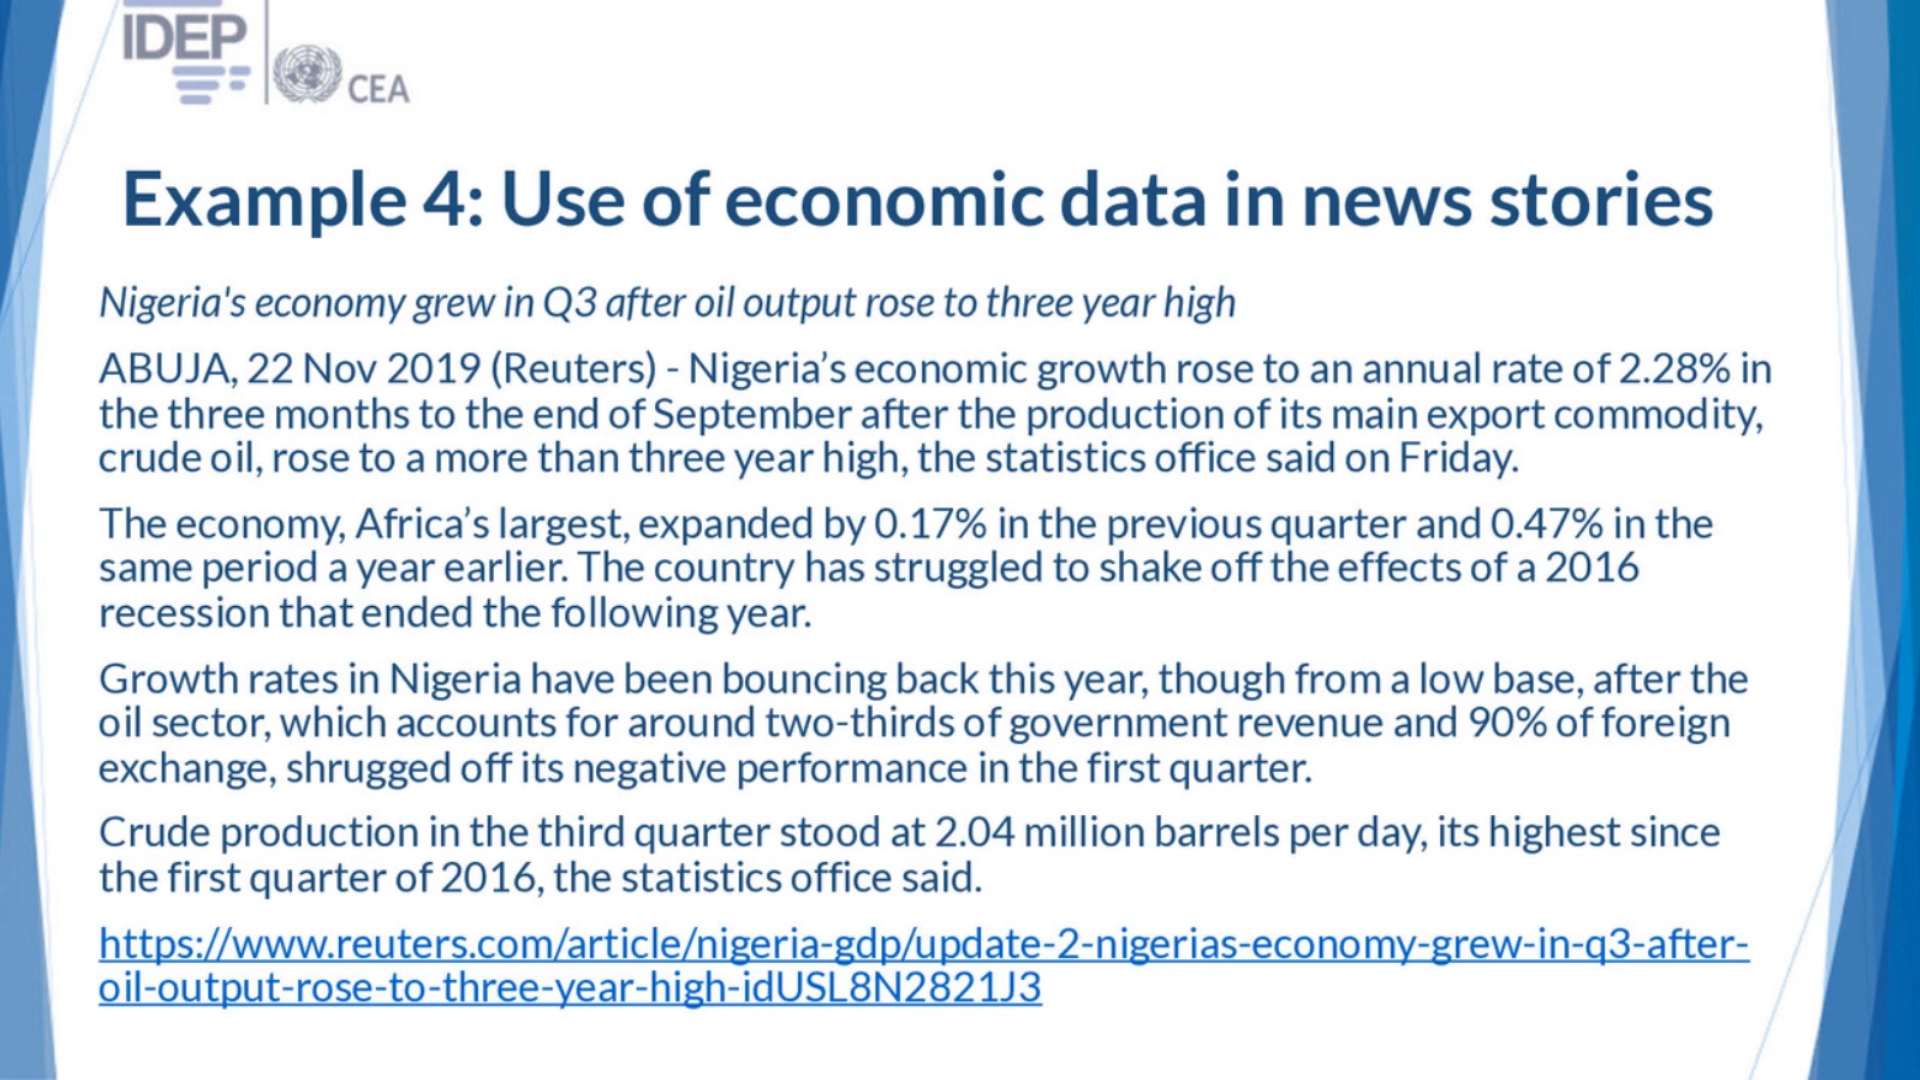 IDEP
CEA
Example 4: Use of economic data in news stories
Nigeria's economy grew in Q3 after oil output rose to three year high
ABUJA, 22 Nov 2019 (Reuters) - Nigeria’s economic growth rose to an annual rate of 2.28% in
the three months to the end of September after the production of its main export commodity,
crude oil, rose to a more than three year high, the statistics office said on Friday.
The economy, Africa’s largest, expanded by 0.17% in the previous quarter and 0.47% in the
same period a year earlier. The country has struggled to shake off the effects of a 2016
recession that ended the following year.
Growth rates in Nigeria have been bouncing back this year, though from a low base, after the
oil sector, which accounts for around two-thirds of government revenue and 90% of foreign
exchange, shrugged off its negative performance in the first quarter.
Crude production in the third quarter stood at 2.04 million barrels per day, its highest since
the first quarter of 2016, the statistics office said.
https://www.reuters.com/article/nigeria-gdp/update-2-nigerias-economy-grew-in-q3-after-
oil-output-rose-to-three-year-high-idUSL8N2821J3